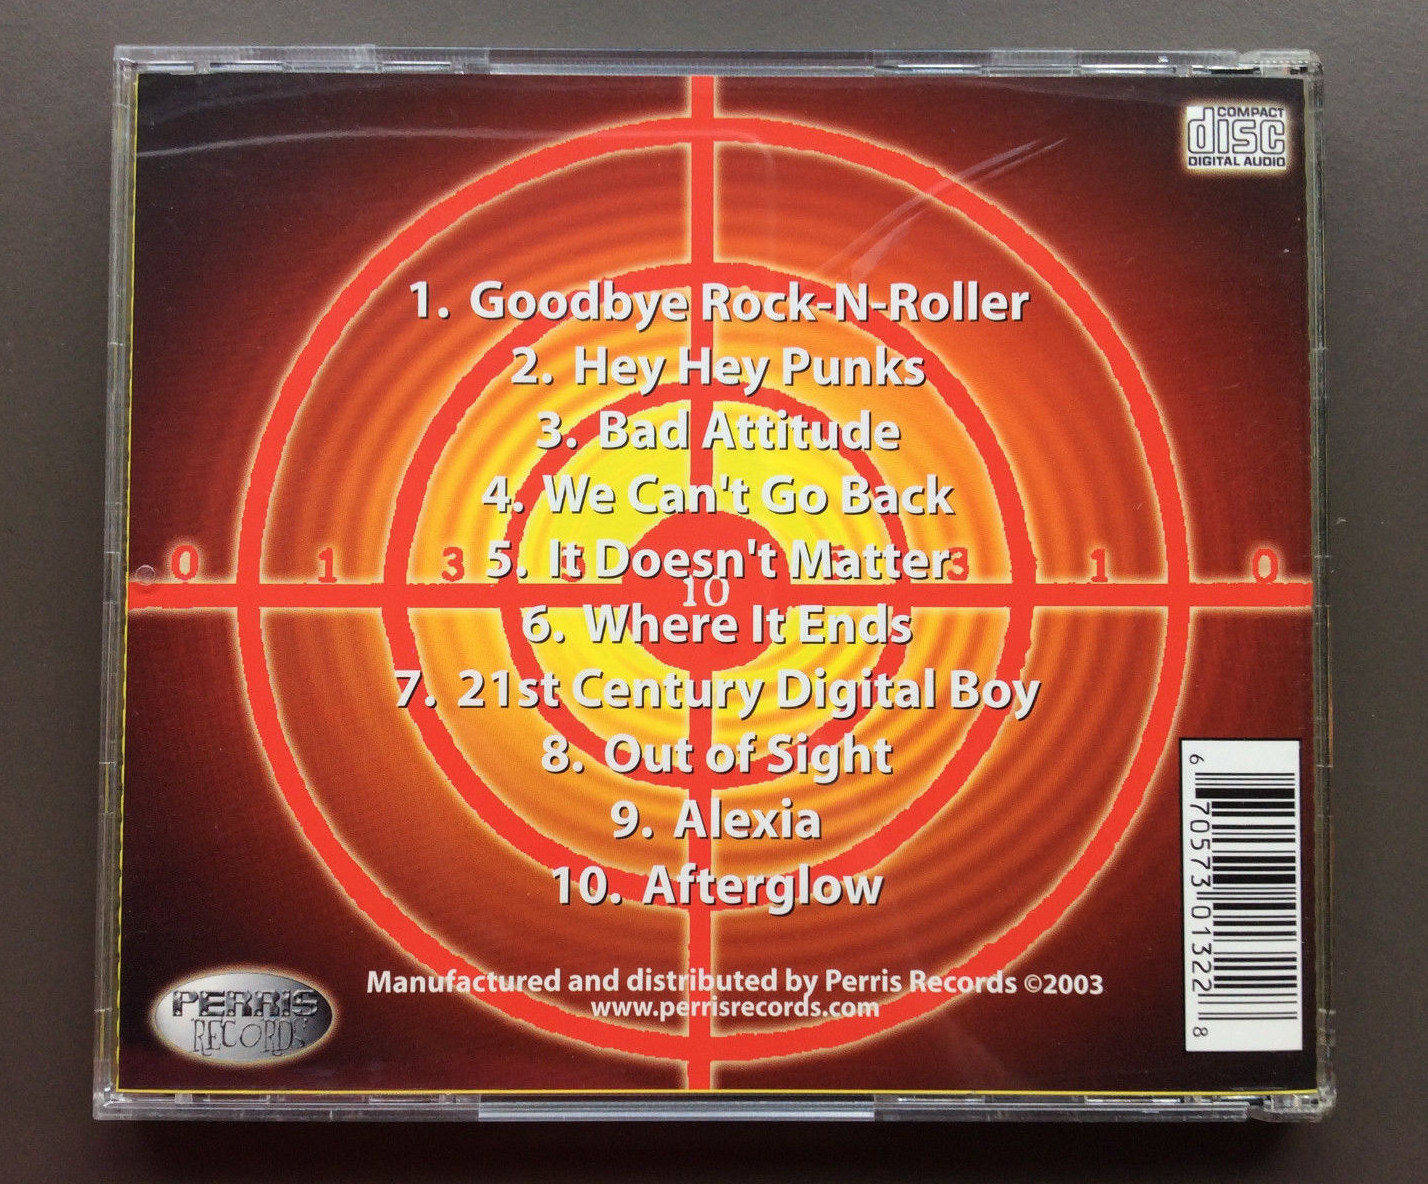 COMPACT
disc
DIGITAL AUDIO
1. Goodbye Rock-N-Roller
2. Hey Hey Punks
3. Bad Attitude
4. We Can't Go Back
0 1 3 5. It Doesn't Matter 3 1 0
10
6. Where It Ends
7. 21st Century Digital Boy
8. Out of Sight
9. Alexia
10. Afterglow
6 70573 01322 8
Manufactured and distributed by Perris Records ©2003
www.perrisrecords.com
PERRIS
RECORDS